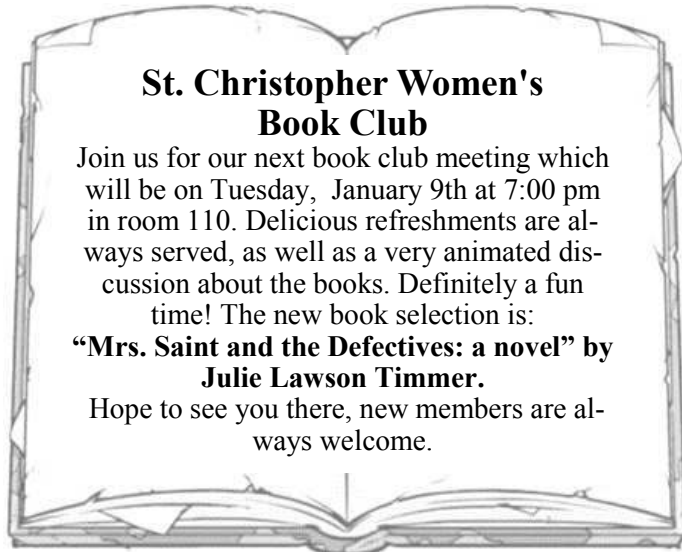 St. Christopher Women's
Book Club
Join us for our next book club meeting which
will be on Tuesday,  January 9th at 7:00 pm
in room 110. Delicious refreshments are al-
ways served, as well as a very animated dis-
cussion about the books. Definitely a fun
time! The new book selection is:
“Mrs. Saint and the Defectives: a novel” by
Julie Lawson Timmer.
Hope to see you there, new members are al-
ways welcome.